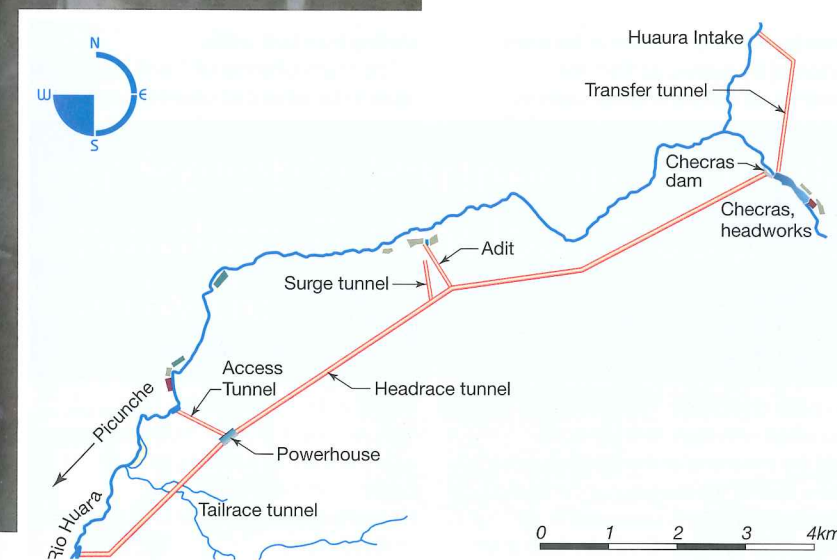 N
W
E
S
Huaura Intake
Transfer tunnel
Checras
dam
Checras,
headworks
Adit
Surge tunnel
Access
Tunnel
Headrace tunnel
Picunche
Powerhouse
Tailrace tunnel
Rio Huara
0 1 2 3 4km